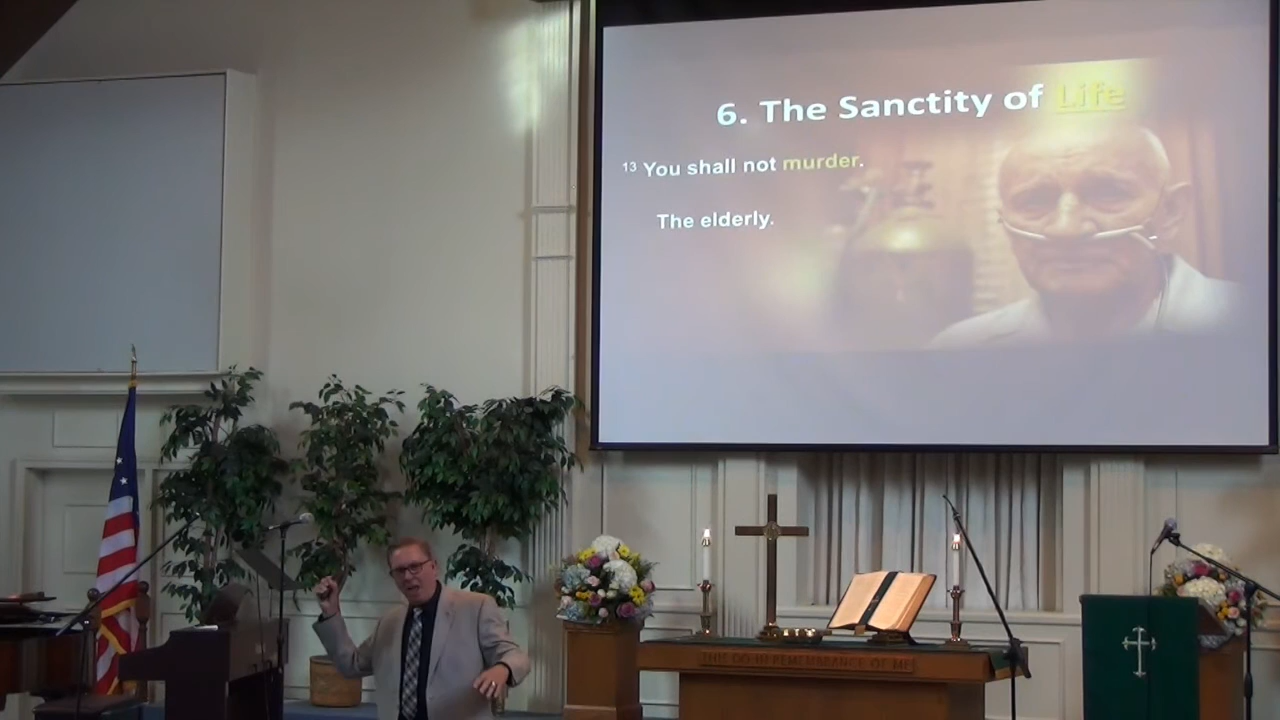 6. The Sanctity of Life
13 You shall not murder.
The elderly.
THIS DO IN REMEMBRANCE OF ME